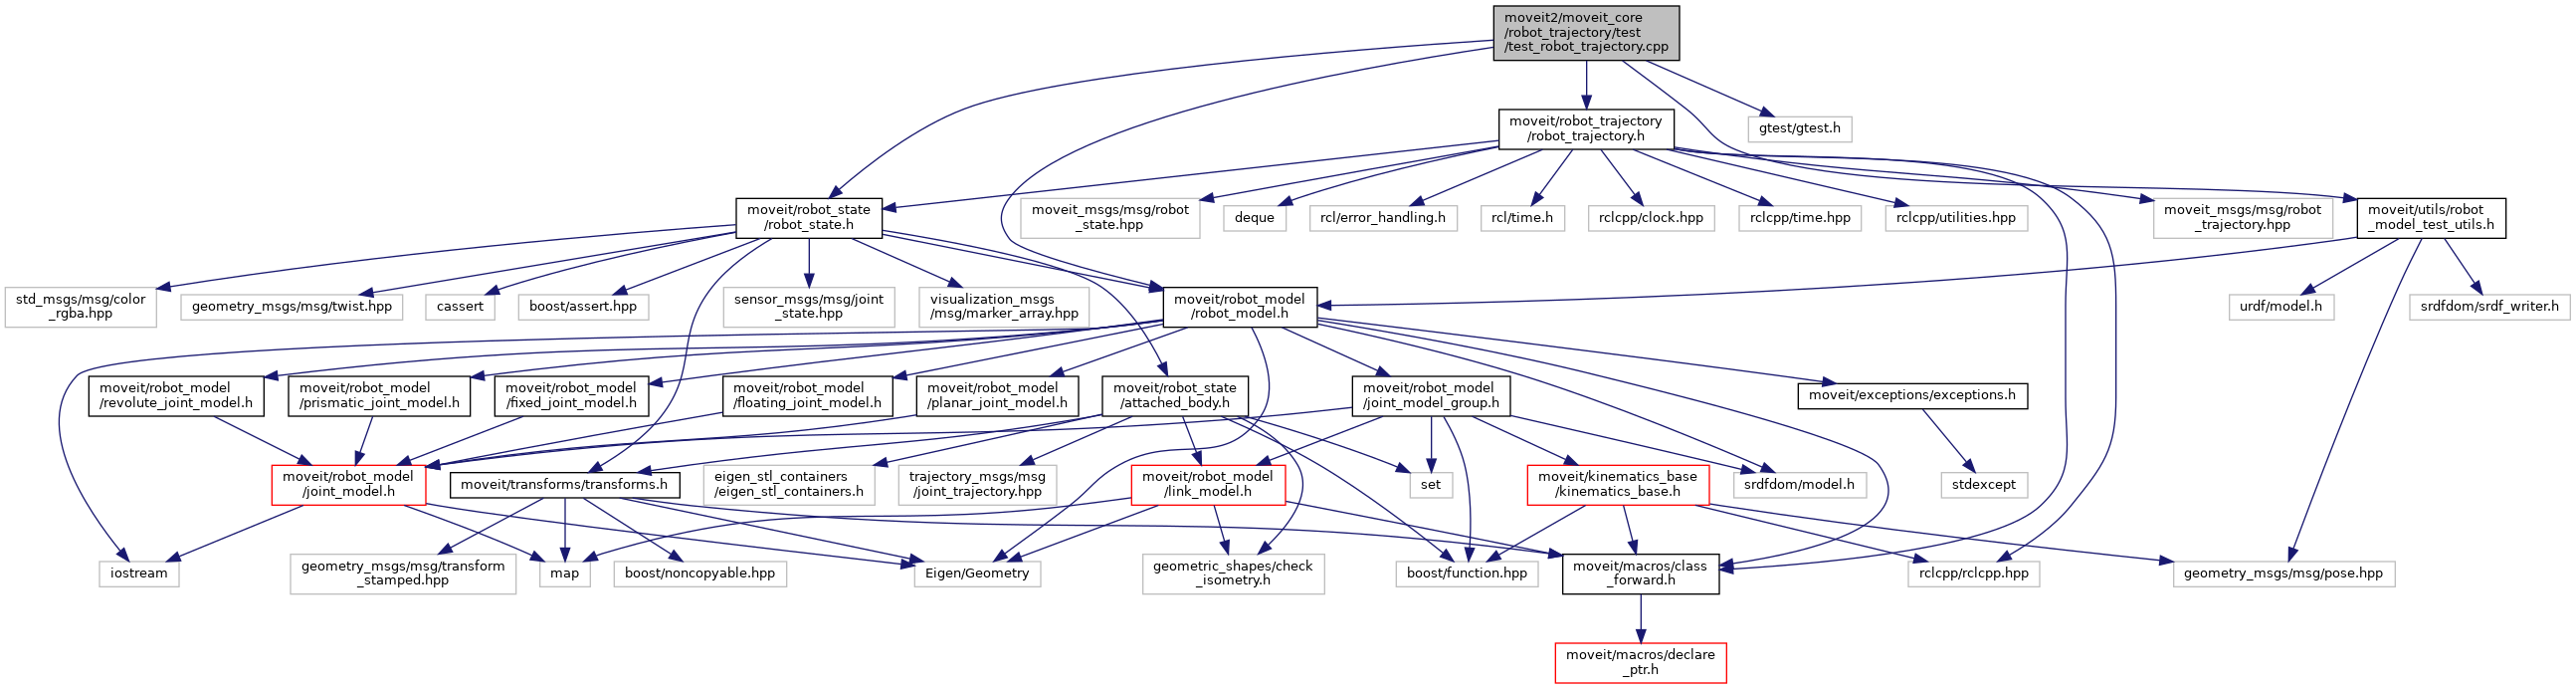 moveit2/moveit_core
/robot_trajectory/test
/test_robot_trajectory.cpp
moveit/robot_trajectory
/robot_trajectory.h
gtest/gtest.h
moveit/robot_state
/robot_state.h
moveit_msgs/msg/robot
_state.hpp
deque
rcl/error_handling.h
rcl/time.h
rclcpp/clock.hpp
rclcpp/time.hpp
rclcpp/utilities.hpp
moveit_msgs/msg/robot
_trajectory.hpp
moveit/utils/robot
_model_test_utils.h
std_msgs/msg/color
_rgba.hpp
geometry_msgs/msg/twist.hpp
cassert
boost/assert.hpp
sensor_msgs/msg/joint
_state.hpp
visualization_msgs
/msg/marker_array.hpp
moveit/robot_model
/robot_model.h
urdf/model.h
srdfdom/srdf_writer.h
moveit/robot_model
/revolute_joint_model.h
moveit/robot_model
/prismatic_joint_model.h
moveit/robot_model
/fixed_joint_model.h
moveit/robot_model
/floating_joint_model.h
moveit/robot_model
/planar_joint_model.h
moveit/robot_state
/attached_body.h
moveit/robot_model
/joint_model_group.h
moveit/exceptions/exceptions.h
moveit/robot_model
/joint_model.h
moveit/transforms/transforms.h
eigen_stl_containers
/eigen_stl_containers.h
trajectory_msgs/msg
/joint_trajectory.hpp
moveit/robot_model
/link_model.h
set
moveit/kinematics_base
/kinematics_base.h
srdfdom/model.h
stdexcept
iostream
geometry_msgs/msg/transform
_stamped.hpp
map
boost/noncopyable.hpp
Eigen/Geometry
geometric_shapes/check
_isometry.h
boost/function.hpp
moveit/macros/class
_forward.h
rclcpp/rclcpp.hpp
geometry_msgs/msg/pose.hpp
moveit/macros/declare
_ptr.h